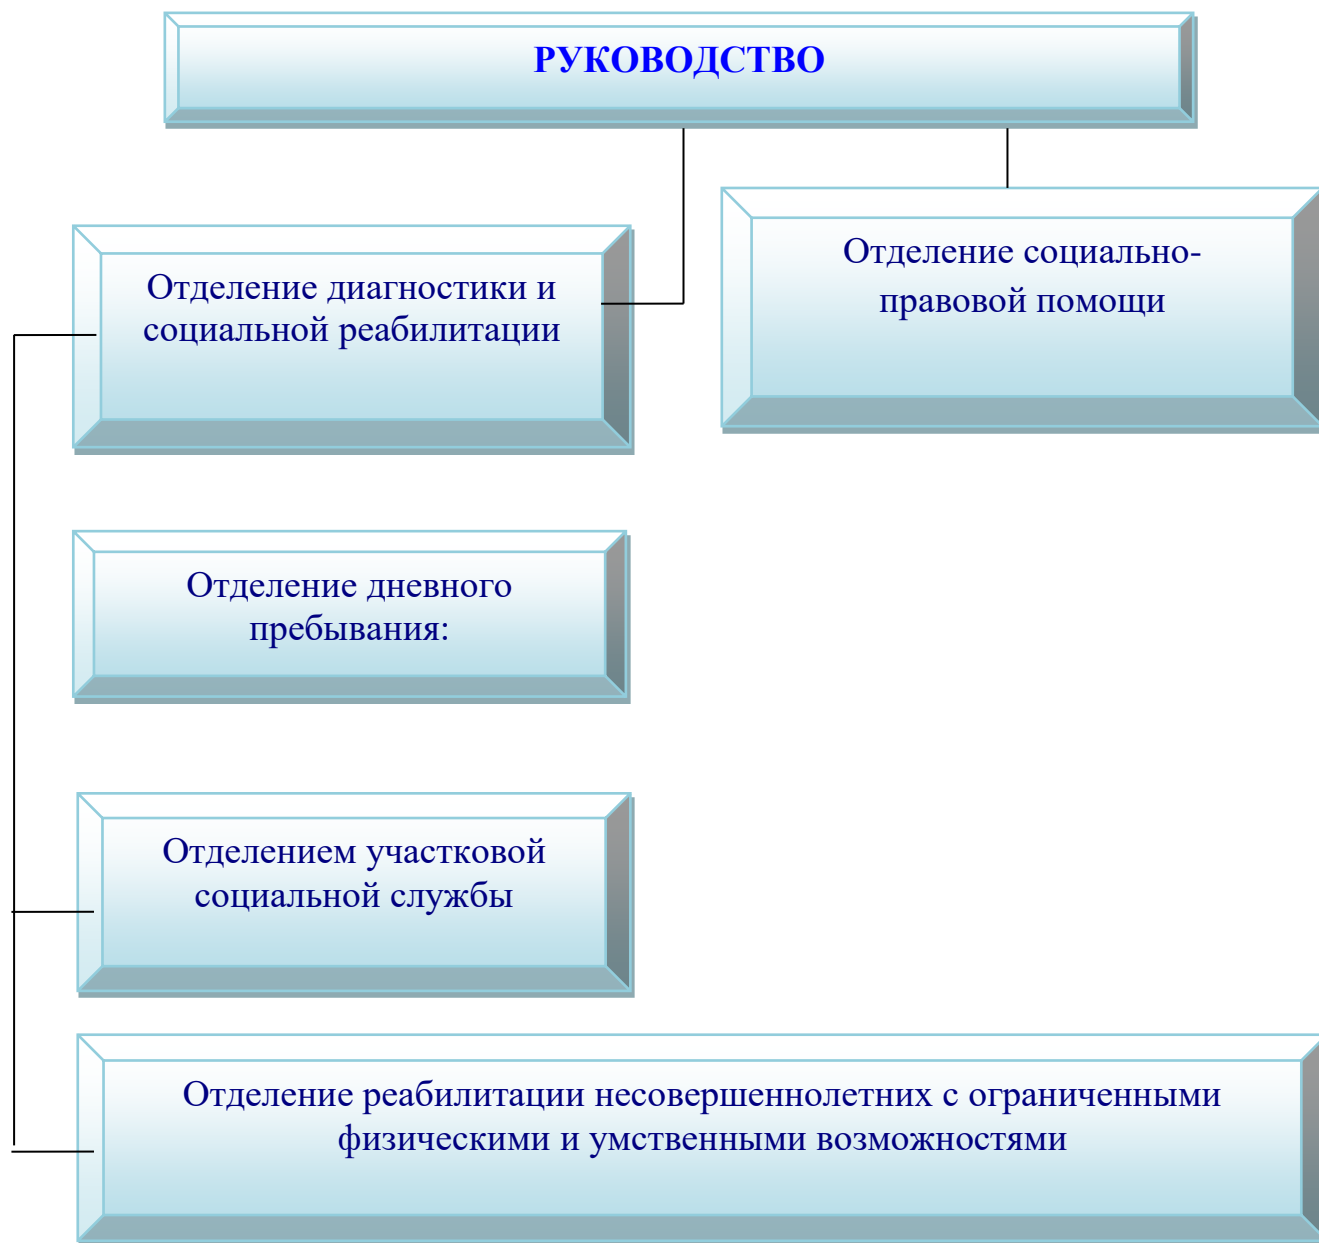 РУКОВОДСТВО
Отделение диагностики и
социальной реабилитации
Отделение социально-
правовой помощи
Отделение дневного
пребывания:
Отделением участковой
социальной службы
Отделение реабилитации несовершеннолетних с ограниченными
физическими и умственными возможностями